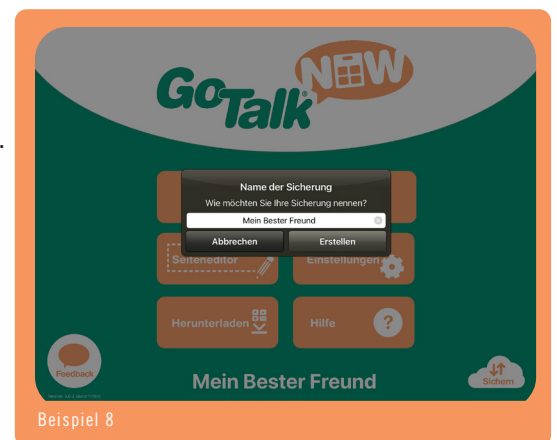 GoTalk NOW
Name der Sicherung
Wie möchten Sie Ihre Sicherung nennen?
Mein Bester Freund
Abbrechen
Erstellen
Seiteneditor
Einstellungen
Herunterladen
Hilfe
?
Feedback
Mein Bester Freund
Sichern
Beispiel 8